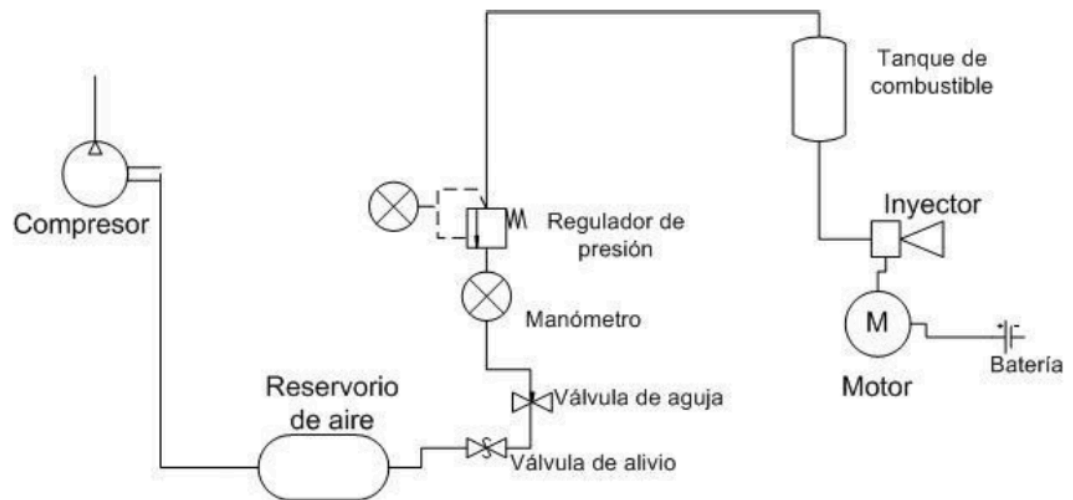 Tanque de
combustible
Compresor
Regulador de
presión
Inyector
M
Manómetro
Motor
+ -
Batería
Reservorio
de aire
Válvula de aguja
Válvula de alivio